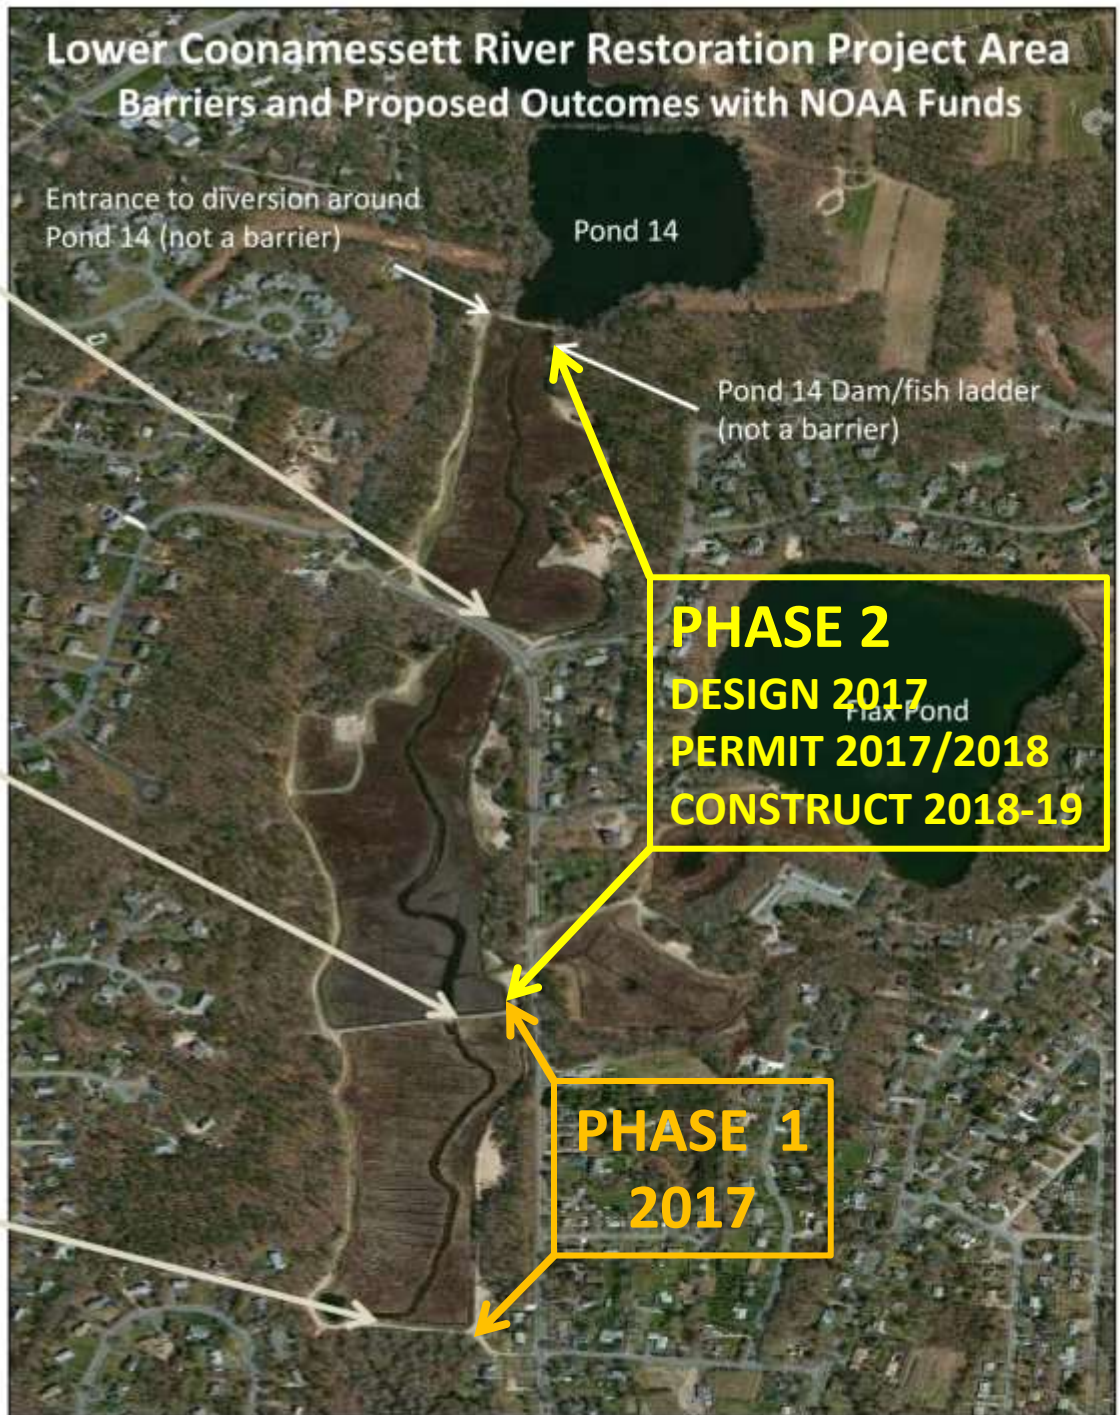 Lower Coonamessett River Restoration Project Area
Barriers and Proposed Outcomes with NOAA Funds
Entrance to diversion around
Pond 14 (not a barrier)
Pond 14
Pond 14 Dam/fish ladder
(not a barrier)
PHASE 2
DESIGN 2017
Flax Pond
PERMIT 2017/2018
CONSTRUCT 2018-19
PHASE 1
2017